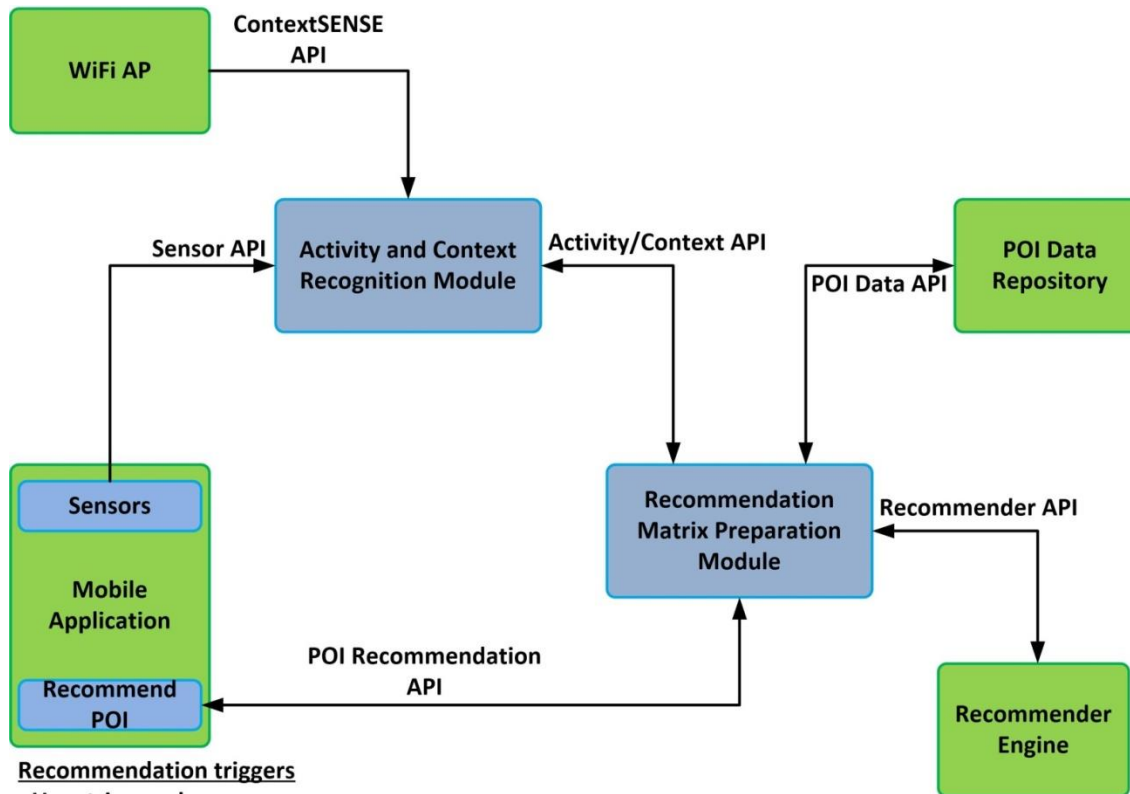 ContextSENSE
API
WiFi AP
Sensor API
Activity and Context
Recognition Module
Activity/Context API
POI Data API
POI Data
Repository
Sensors
Mobile
Application
Recommend
POI
Recommendation
Matrix Preparation
Module
Recommender API
POI Recommendation
API
Recommender
Engine
Recommendation triggers